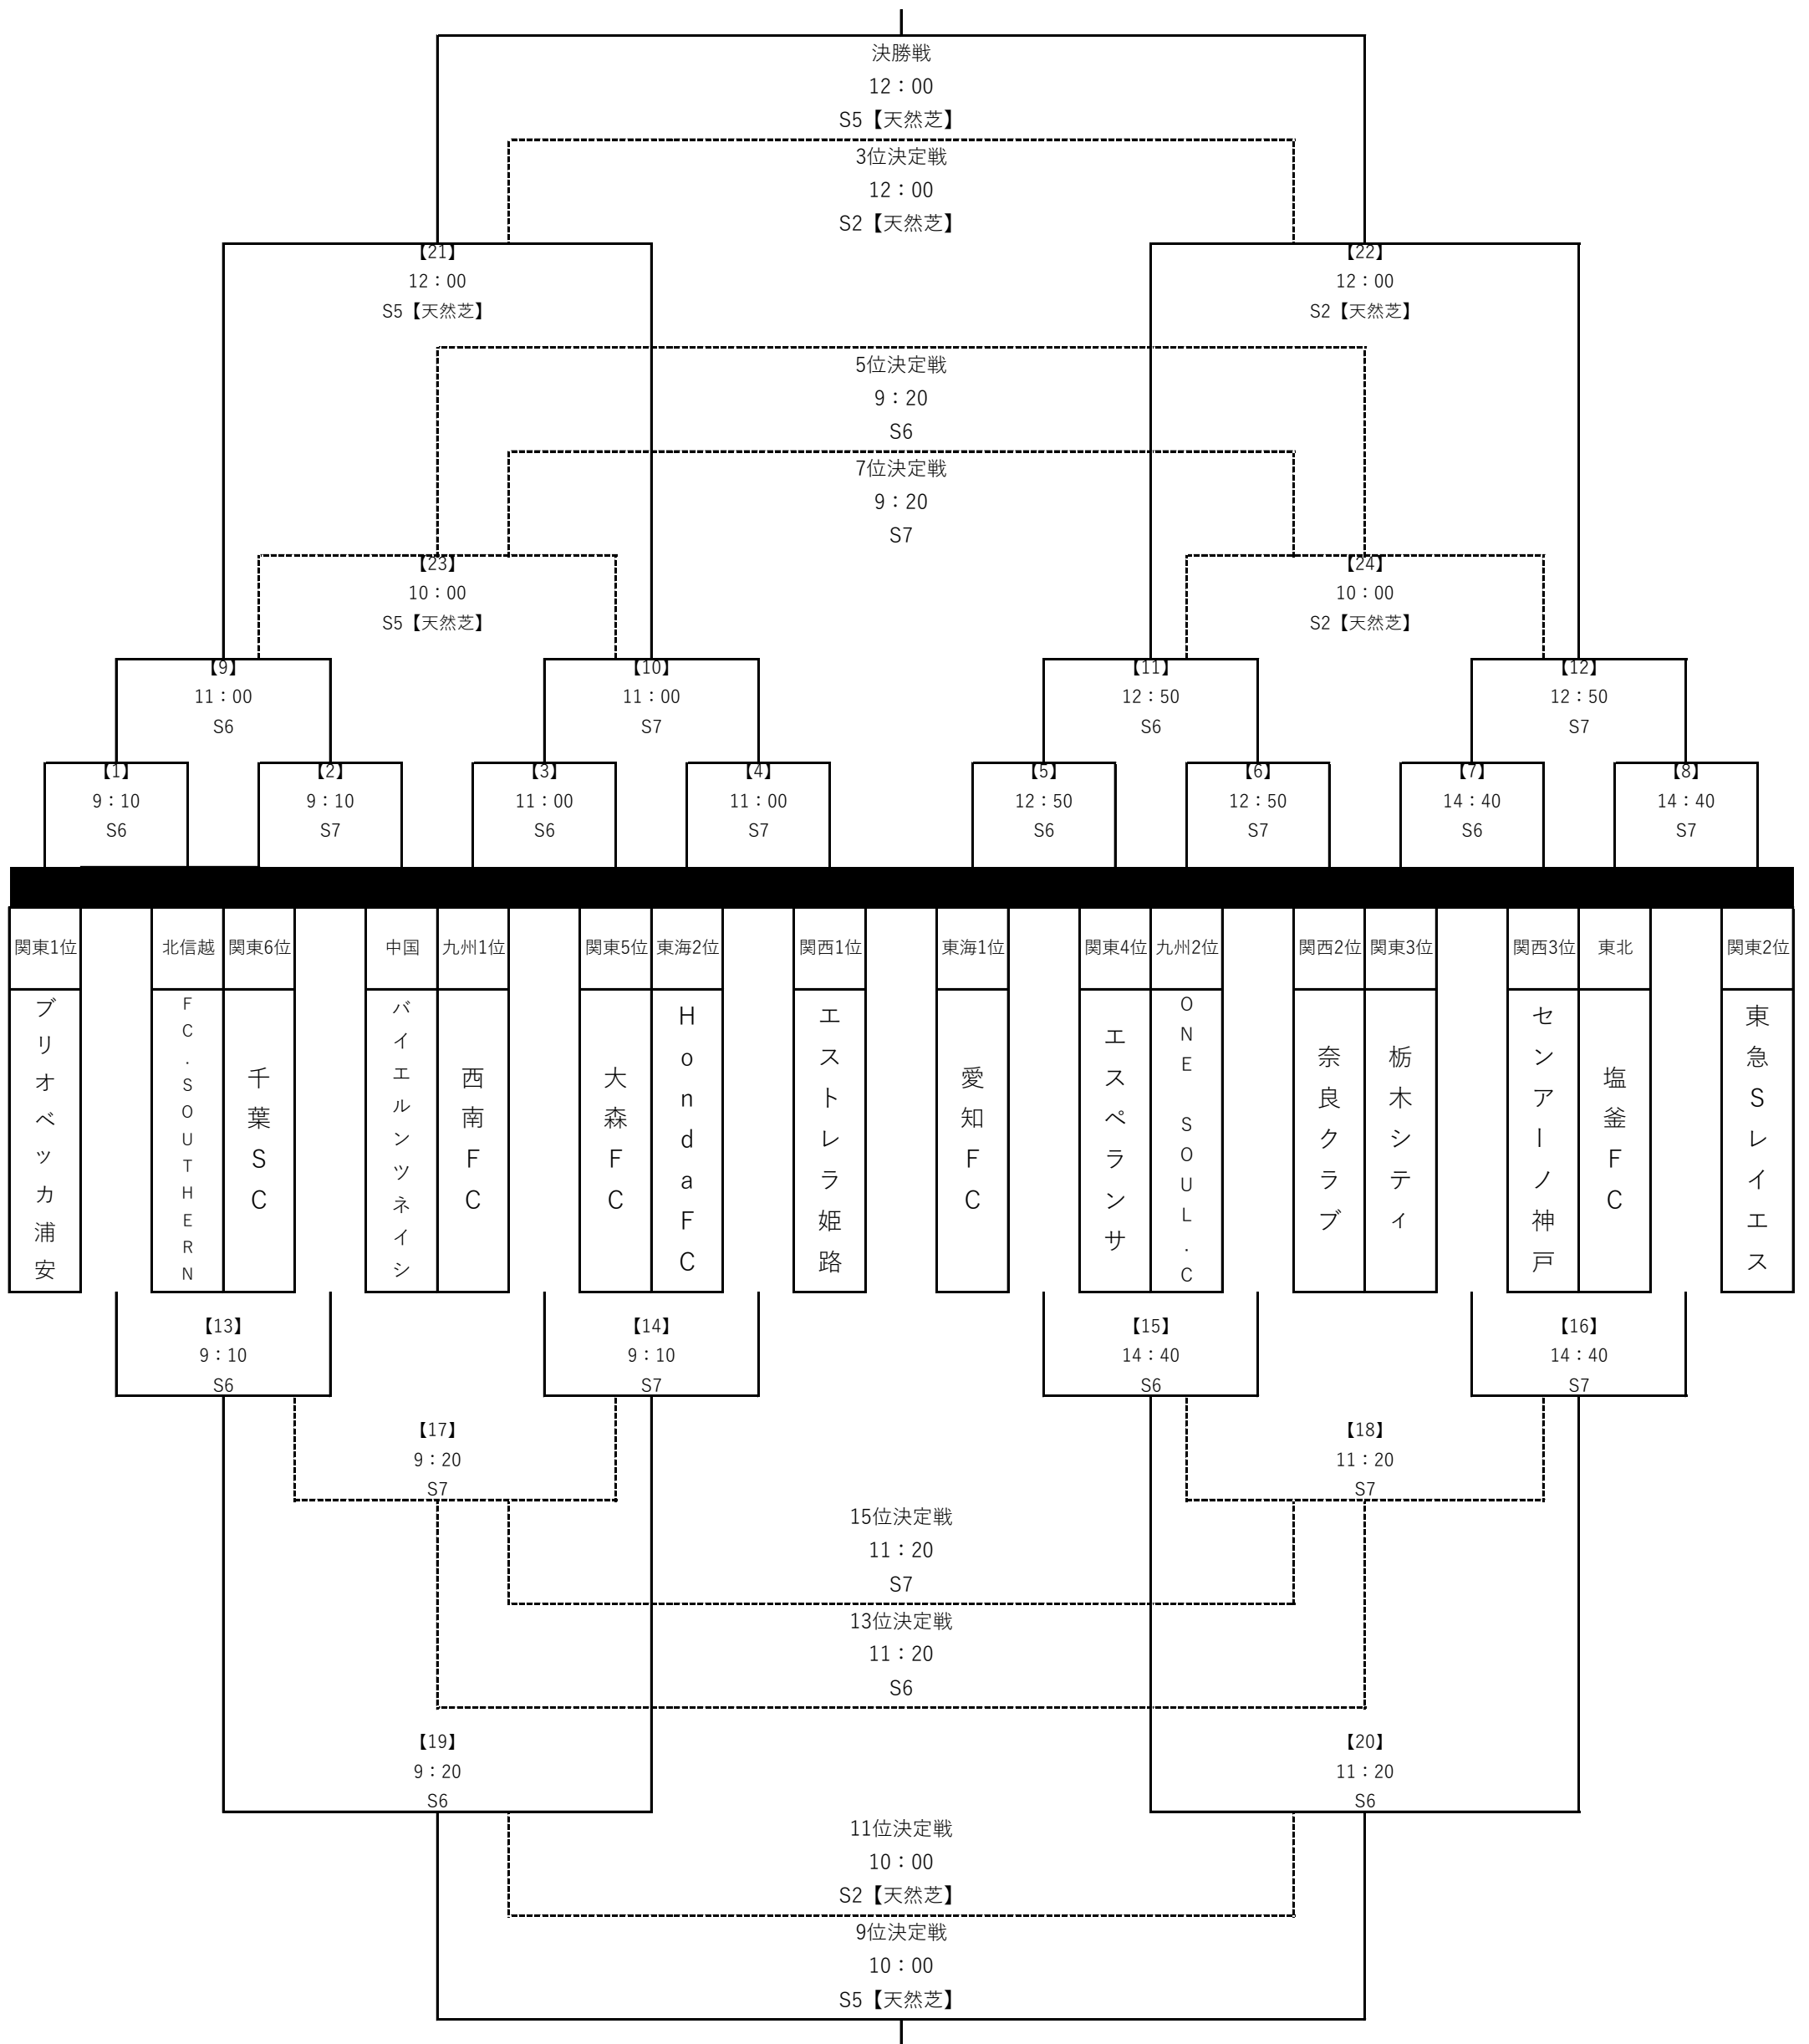 決勝戦
12：00
S5【天然芝】
3位決定戦
12：00
S2【天然芝】
【21】
12：00
S5【天然芝】
【22】
12：00
S2【天然芝】
5位決定戦
9：20
S6
7位決定戦
9：20
S7
【23】
10：00
S5【天然芝】
【24】
10：00
S2【天然芝】
【9】
11：00
S6
【10】
11：00
S7
【11】
12：50
S6
【12】
12：50
S7
【1】
9：10
S6
【2】
9：10
S7
【3】
11：00
S6
【4】
11：00
S7
【5】
12：50
S6
【6】
12：50
S7
【7】
14：40
S6
【8】
14：40
S7
関東1位
ブリオベッカ浦安
北信越
FC.SOUTHERN
関東6位
千葉SC
中国
バイエルンツネイシ
九州1位
西南FC
関東5位
大森FC
東海2位
HondaFC
関西1位
エストレラ姫路
東海1位
愛知FC
関東4位
エスペランサ
九州2位
ONE SOUL.C
関西2位
奈良クラブ
関東3位
栃木シティ
関西3位
センアーノ神戸
東北
塩釜FC
関東2位
東急Sレイエス
【13】
9：10
S6
【14】
9：10
S7
【15】
14：40
S6
【16】
14：40
S7
【17】
9：20
S7
【18】
11：20
S7
15位決定戦
11：20
S7
13位決定戦
11：20
S6
【19】
9：20
S6
【20】
11：20
S6
11位決定戦
10：00
S2【天然芝】
9位決定戦
10：00
S5【天然芝】